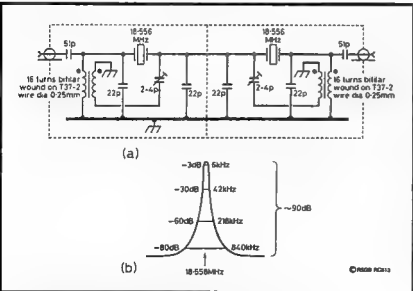 51p
18·556
MHz
18·556
MHz
51p
16 turns bifilar
wound on T37-2
wire dia 0·25mm
22p
2-4p
22p
22p
2-4p
22p
16 turns bifilar
wound on T37-2
wire dia 0·25mm
(a)
-3dB
6kHz
-30dB
42kHz
-60dB
218kHz
-80dB
840kHz
~90dB
18·556MHz
(b)